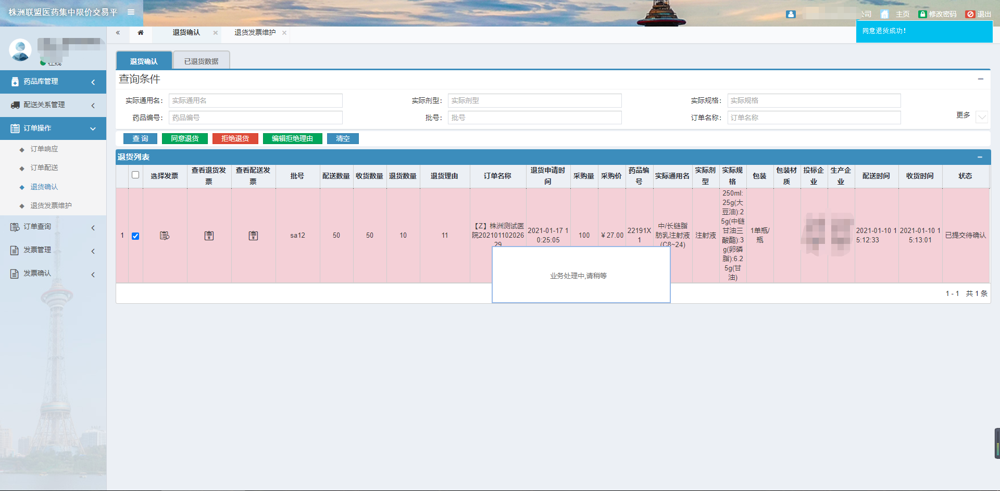 株洲联盟医药集中限价交易平
司
主页
修改密码
退出
同意退货成功!
退货确认
退货发票维护
在线
药品库管理
配送关系管理
订单操作
订单响应
订单配送
退货确认
退货发票维护
订单查询
发票管理
发票确认
退货确认
已退货数据
查询条件
实际通用名：
实际通用名
实际剂型：
实际剂型
实际规格：
实际规格
药品编号：
药品编号
批号：
批号
订单名称：
订单名称
更多
查 询
同意退货
拒绝退货
编辑拒绝理由
清空
退货列表
选择发票
查看退货发
票
查看配送发
票
批号
配送数量
收货数量
退货数量
退货理由
订单名称
退货申请时
间
采购量
采购价
药品编
号
实际通用名
实际剂
型
实际规
格
包装
包装材
质
投标企
业
生产企
业
配送时间
收货时间
状态
1
sa12
50
50
10
11
【Z】株洲测试医
院202101102026
29
2021-01-17 1
0:25:05
100
￥27.00
22191X
1
中/长链脂
肪乳注射液
(C8~24)
注射液
250ml:
25g(大
豆油):2
5g(中链
甘油三
酸酯):3
g(卵磷
脂):6.2
5g(甘
油)
1单瓶/
瓶
2021-01-10 1
5:12:33
2021-01-10 1
5:13:01
已提交待确认
业务处理中,请稍等
1 - 1 共 1 条